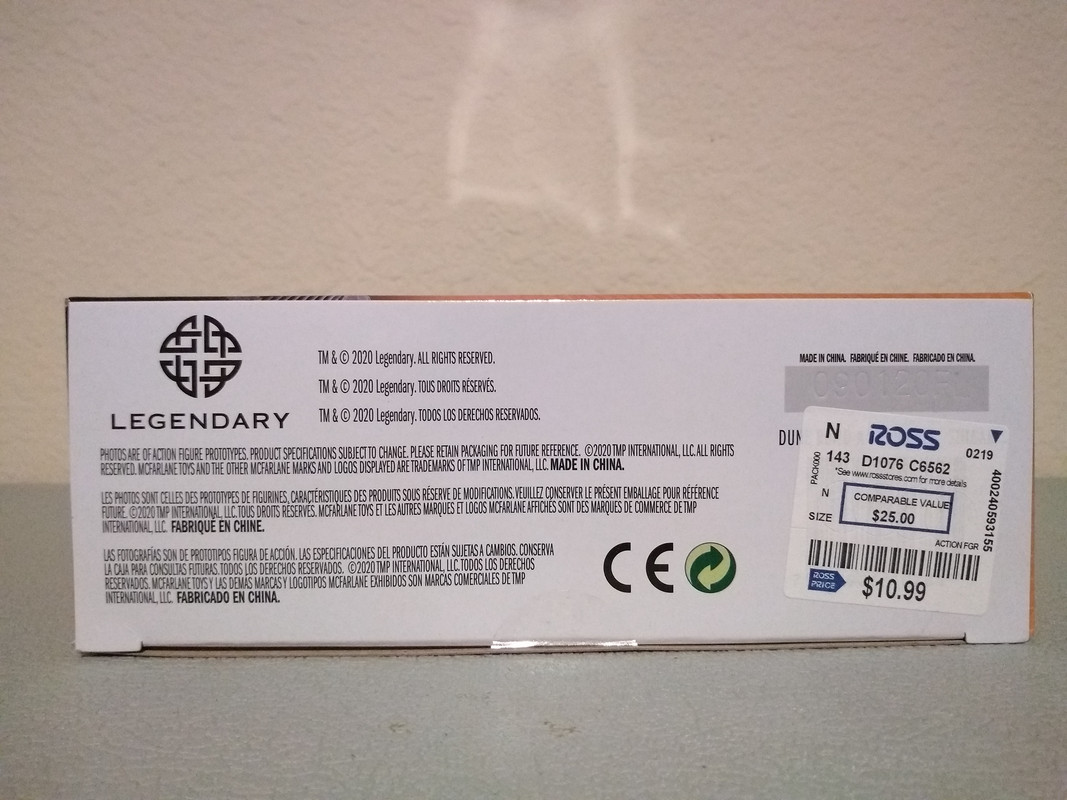 LEGENDARY
TM & © 2020 Legendary. ALL RIGHTS RESERVED.
TM & © 2020 Legendary. TOUS DROITS RÉSERVÉS.
TM & © 2020 Legendary. TODOS LOS DERECHOS RESERVADOS.
PHOTOS ARE OF ACTION FIGURE PROTOTYPES. PRODUCT SPECIFICATIONS SUBJECT TO CHANGE. PLEASE RETAIN PACKAGING FOR FUTURE REFERENCE. ©2020 TMP INTERNATIONAL, LLC. ALL RIGHTS
RESERVED. MCFARLANE TOYS AND THE OTHER MCFARLANE MARKS AND LOGOS DISPLAYED ARE TRADEMARKS OF TMP INTERNATIONAL, LLC. MADE IN CHINA.
LES PHOTOS SONT CELLES DES PROTOTYPES DE FIGURINES, CARACTÉRISTIQUES DES PRODUITS SOUS RÉSERVE DE MODIFICATIONS. VEUILLEZ CONSERVER LE PRÉSENT EMBALLAGE POUR RÉFÉRENCE
FUTURE. ©2020 TMP INTERNATIONAL, LLC. TOUS DROITS RÉSERVÉS. MCFARLANE TOYS ET LES AUTRES MARQUES ET LOGOS MCFARLANE AFFICHÉS SONT DES MARQUES DE COMMERCE DE TMP
INTERNATIONAL, LLC. FABRIQUÉ EN CHINE.
LAS FOTOGRAFÍAS SON DE PROTOTIPOS FIGURA DE ACCIÓN. LAS ESPECIFICACIONES DEL PRODUCTO ESTÁN SUJETAS A CAMBIOS. CONSERVA
LA CAJA PARA CONSULTAS FUTURAS. TODOS LOS DERECHOS RESERVADOS. ©2020 TMP INTERNATIONAL, LLC. TODOS LOS DERECHOS
RESERVADOS. MCFARLANE TOYS Y LAS DEMAS MARCAS Y LOGOTIPOS MCFARLANE EXHIBIDOS SON MARCAS COMERCIALES DE TMP
INTERNATIONAL, LLC. FABRICADO EN CHINA.
CE
MADE IN CHINA. FABRIQUÉ EN CHINE. FABRICADO EN CHINA.
DUN
N ROSS
0219
PACK000
143 D1076 C6562
*See www.rossstores.com for more details
N
SIZE
COMPARABLE VALUE
$25.00
ACTION FGR
400240593155
ROSS
PRICE
$10.99